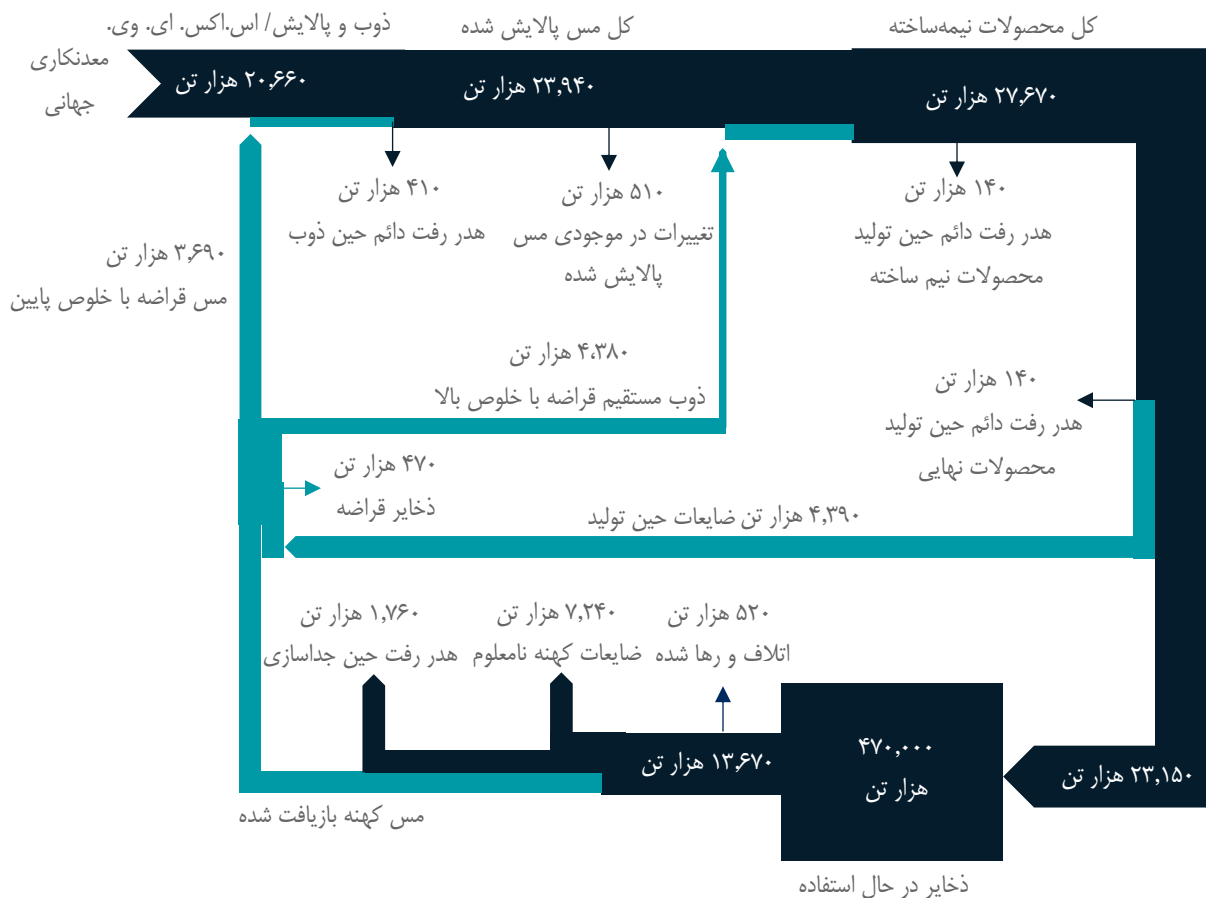 ذوب و پالایش/ اس.اکس. ای. وی.
کل مس پالایش شده
کل محصولات نیمه‌ساخته
معدنکاری
جهانی
۲۰,۶۶۰ هزار تن
۲۳,۹۴۰ هزار تن
۲۷,۶۷۰ هزار تن
۴۱۰ هزار تن
هدر رفت دائم حین ذوب
۵۱۰ هزار تن
تغییرات در موجودی مس
پالایش شده
۱۴۰ هزار تن
هدر رفت دائم حین تولید
محصولات نیم ساخته
۳,۶۹۰ هزار تن
مس قراضه با خلوص پایین
۴,۳۸۰ هزار تن
ذوب مستقیم قراضه با خلوص بالا
۱۴۰ هزار تن
هدر رفت دائم حین تولید
محصولات نهایی
۴۷۰ هزار تن
ذخایر قراضه
۴,۳۹۰ هزار تن ضایعات حین تولید
۱,۷۶۰ هزار تن
هدر رفت حین جداسازی
۷,۲۴۰ هزار تن
ضایعات کهنه نامعلوم
۵۲۰ هزار تن
اتلاف و رها شده
۱۳,۶۷۰ هزار تن
۴۷۰,۰۰۰
هزار تن
۲۳,۱۵۰ هزار تن
مس کهنه بازیافت شده
ذخایر در حال استفاده